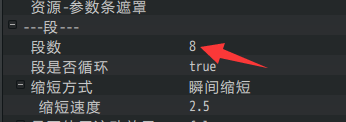 资源-参数条遮罩
---段---
段数 8
段是否循环 true
缩短方式 瞬间缩短
缩短速度 2.5